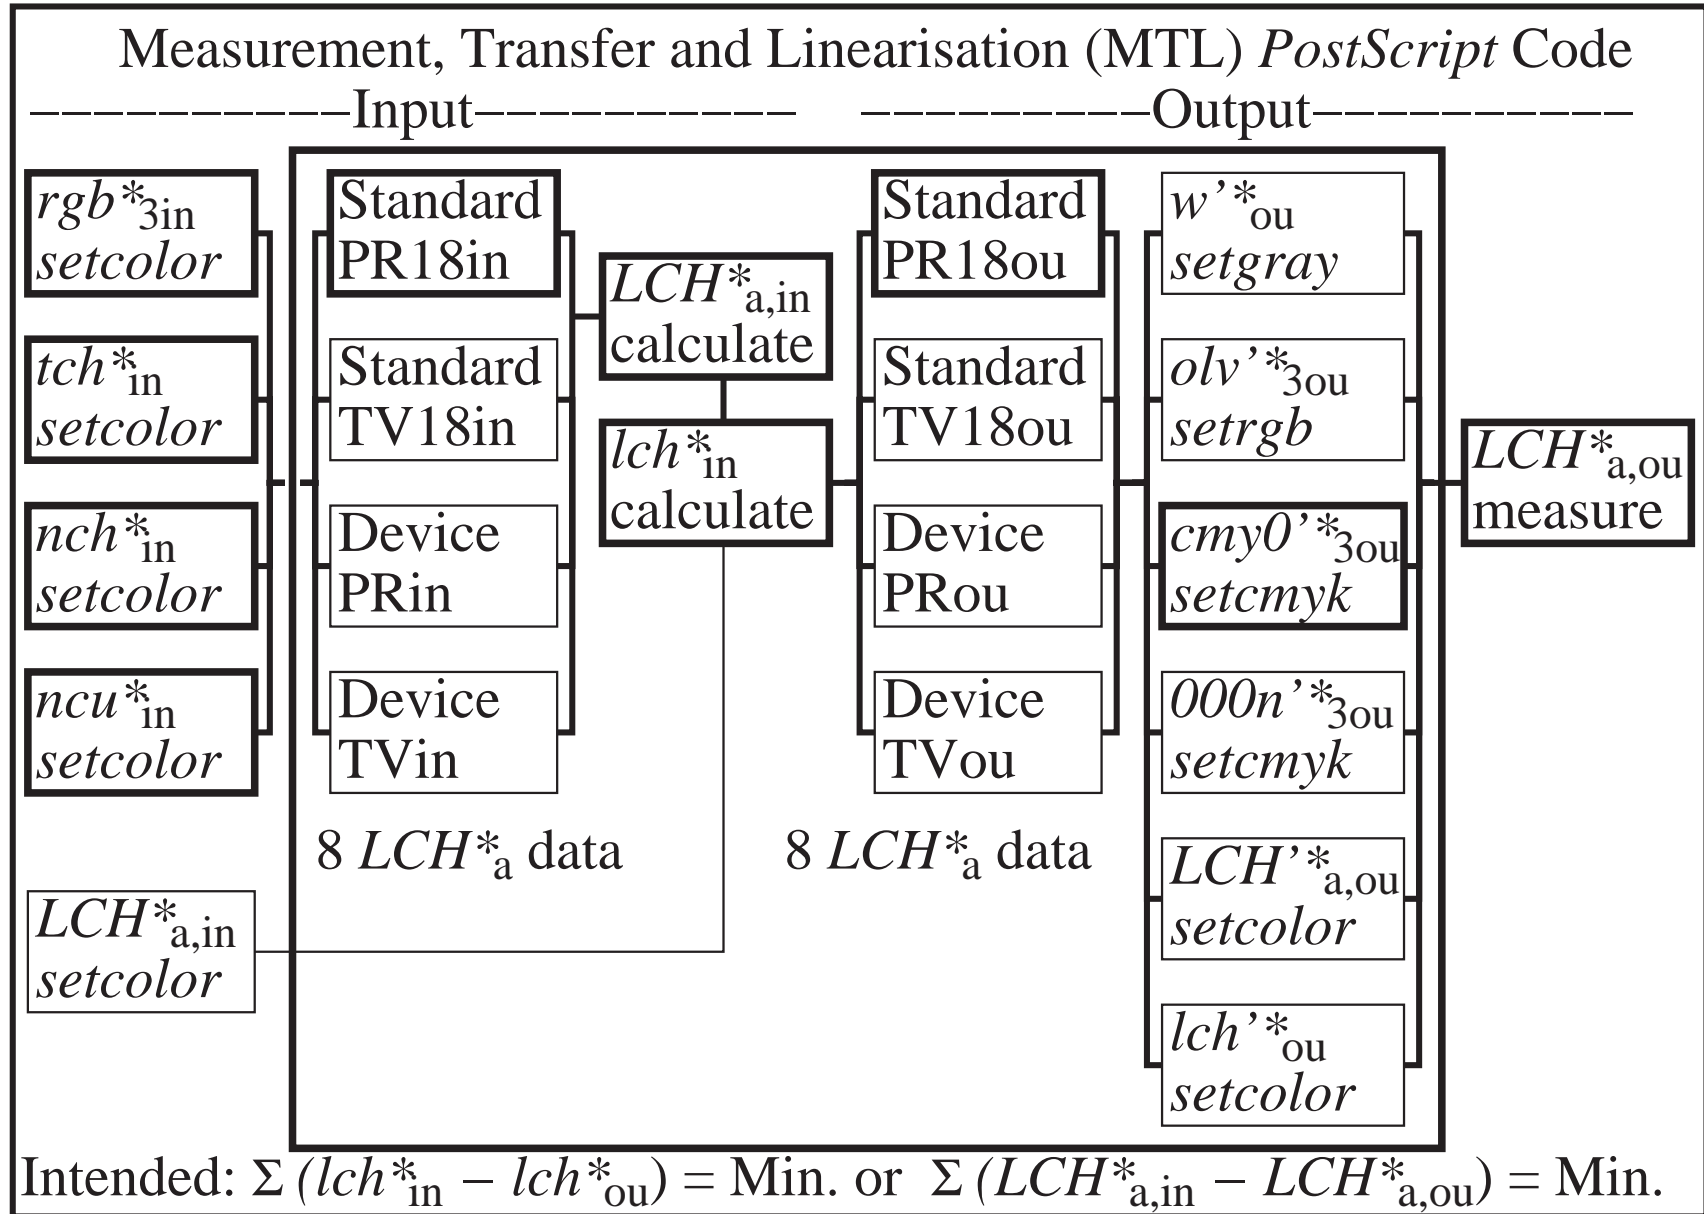 Measurement, Transfer and Linearisation (MTL) PostScript Code
-----------Input----------- ----------Output-----------
rgb*3in
setcolor
tch*in
setcolor
nch*in
setcolor
ncu*in
setcolor
LCH*a,in
setcolor
Standard
PR18in
Standard
TV18in
Device
PRin
Device
TVin
8 LCH*a data
LCH*a,in
calculate
lch*in
calculate
Standard
PR18ou
Standard
TV18ou
Device
PRou
Device
TVou
8 LCH*a data
w’*ou
setgray
olv’*3ou
setrgb
cmy0’*3ou
setcmyk
000n’*3ou
setcmyk
LCH’*a,ou
setcolor
lch’*ou
setcolor
LCH*a,ou
measure
Intended: Σ (lch*in – lch*ou) = Min. or Σ (LCH*a,in – LCH*a,ou) = Min.